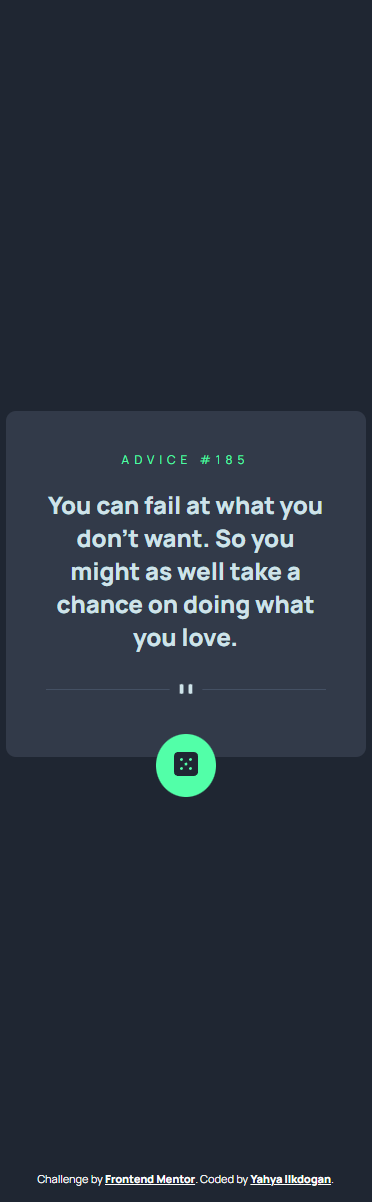 ADVICE #185
You can fail at what you
don’t want. So you
might as well take a
chance on doing what
you love.
Challenge by Frontend Mentor. Coded by Yahya Ilkdogan.